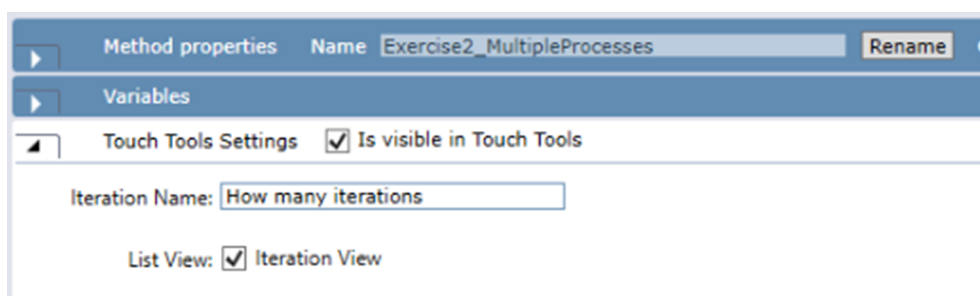 Method properties Name Exercise2_MultipleProcesses Rename
Variables
Touch Tools Settings Is visible in Touch Tools
Iteration Name: How many iterations
List View: Iteration View